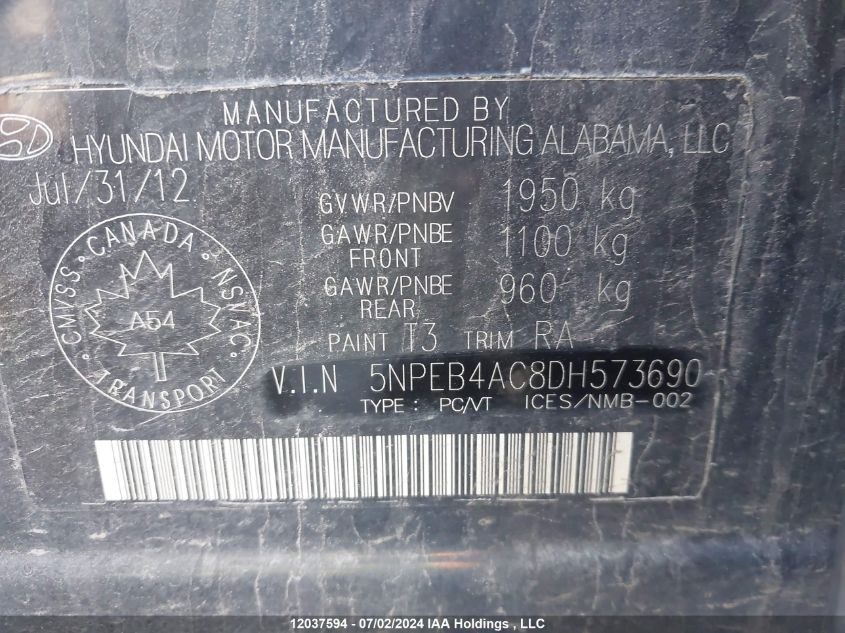 MANUFACTURED BY
HYUNDAI MOTOR MANUFACTURING ALABAMA, LLC
Jul/31/12
GVWR/PNBV 1950 kg
GAWR/PNBE FRONT 1100 kg
GAWR/PNBE REAR 960 kg
PAINT T3 TRIM RA
CMVSS • CANADA • NSVAC • TRANSPORT
A54
V.I.N 5NPEB4AC8DH573690
TYPE : PC/VT ICES/NMB-002
12037594 - 07/02/2024 IAA Holdings , LLC